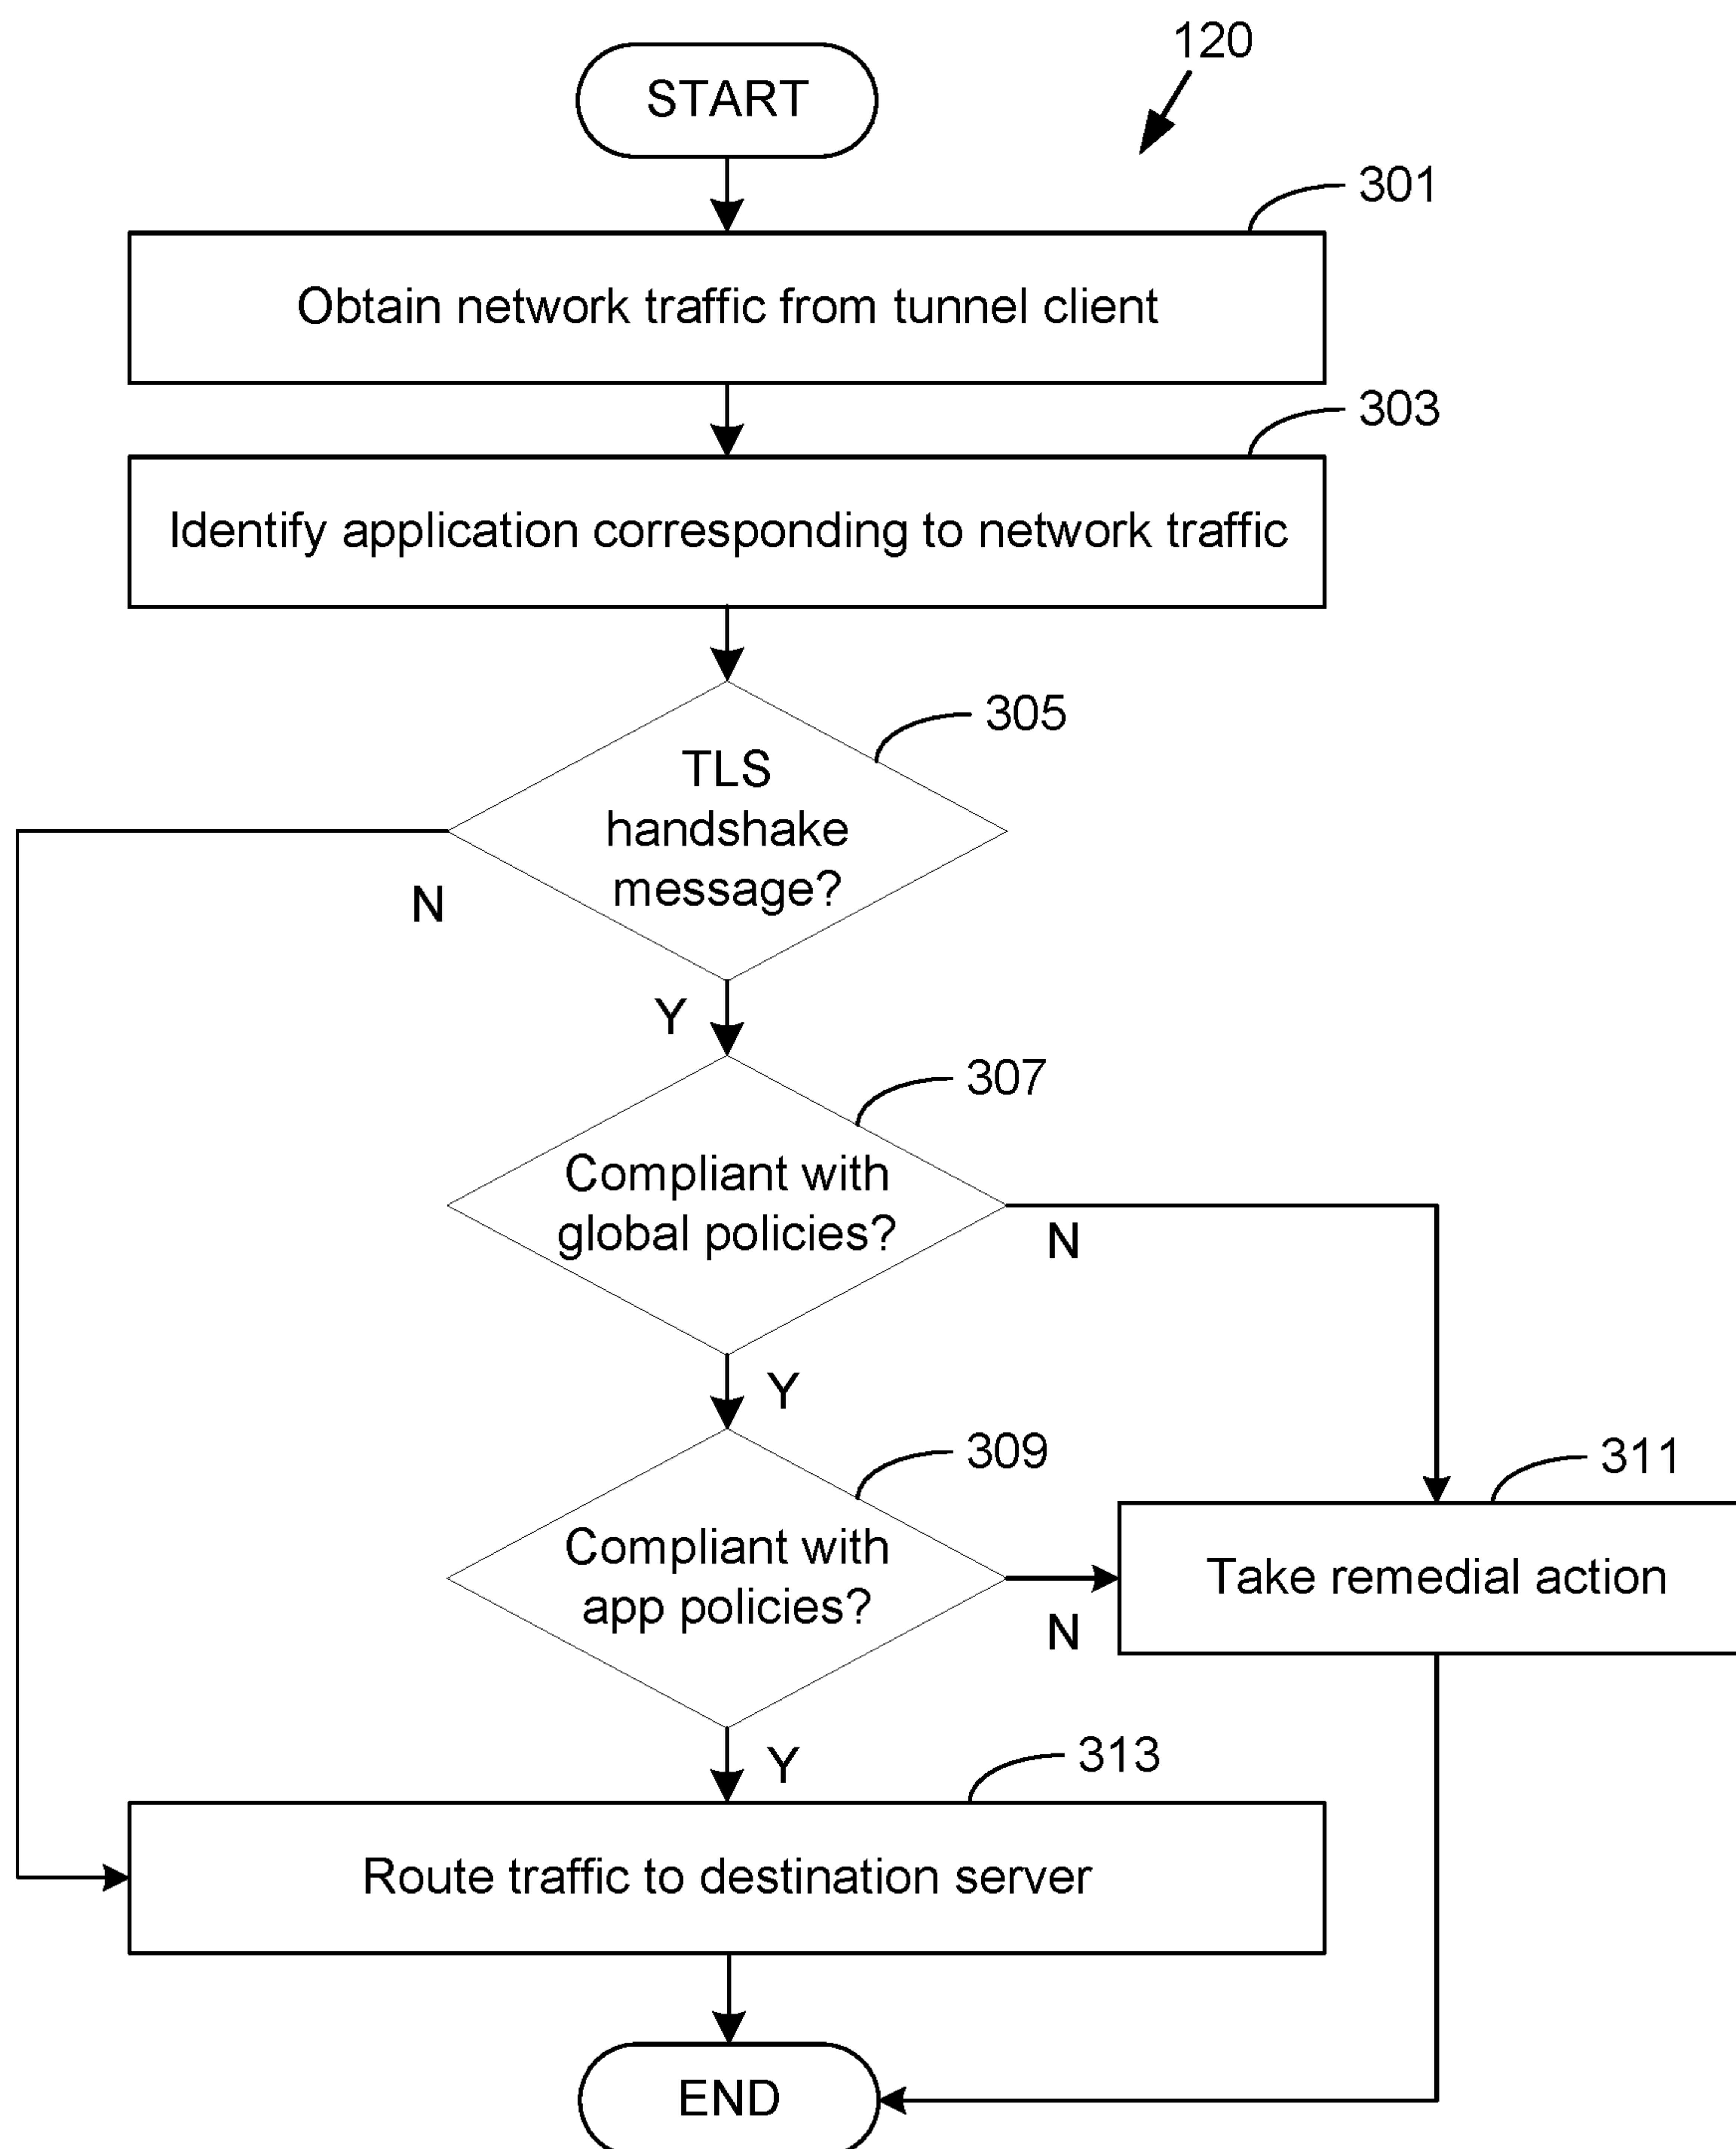 START
120
301
Obtain network traffic from tunnel client
303
Identify application corresponding to network traffic
305
TLS
handshake
message?
N
Y
307
Compliant with
global policies?
N
Y
309
311
Compliant with
app policies?
Take remedial action
N
Y
313
Route traffic to destination server
END